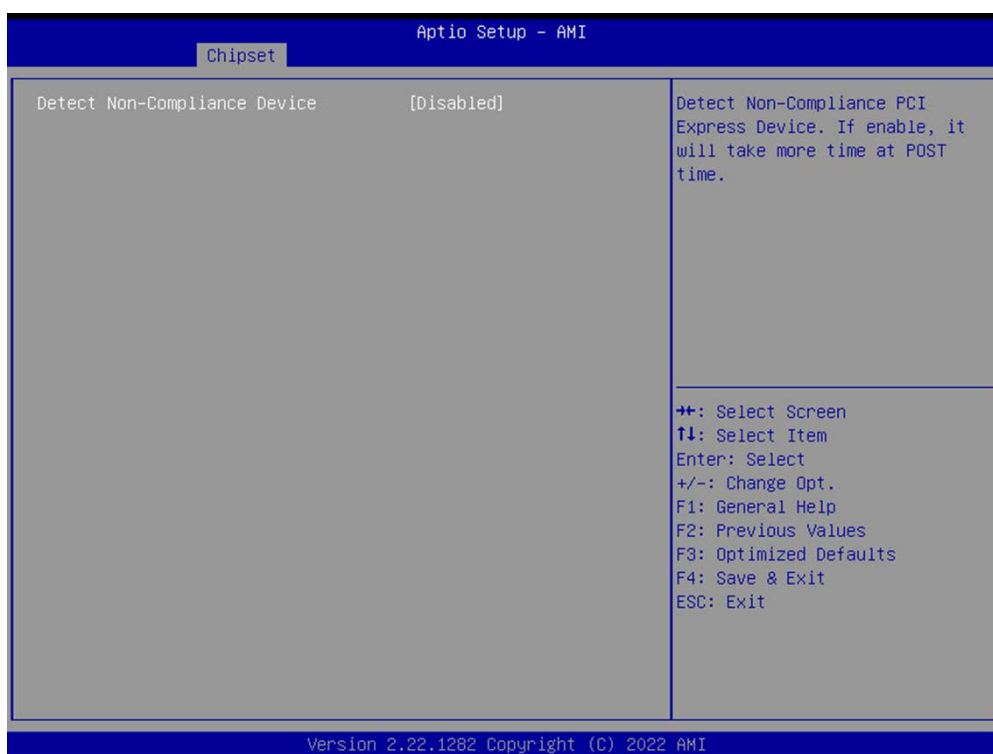 Aptio Setup – AMI
Chipset
Detect Non-Compliance Device [Disabled]
Detect Non-Compliance PCI
Express Device. If enable, it
will take more time at POST
time.
→←: Select Screen
↑↓: Select Item
Enter: Select
+/-: Change Opt.
F1: General Help
F2: Previous Values
F3: Optimized Defaults
F4: Save & Exit
ESC: Exit
Version 2.22.1282 Copyright (C) 2022 AMI